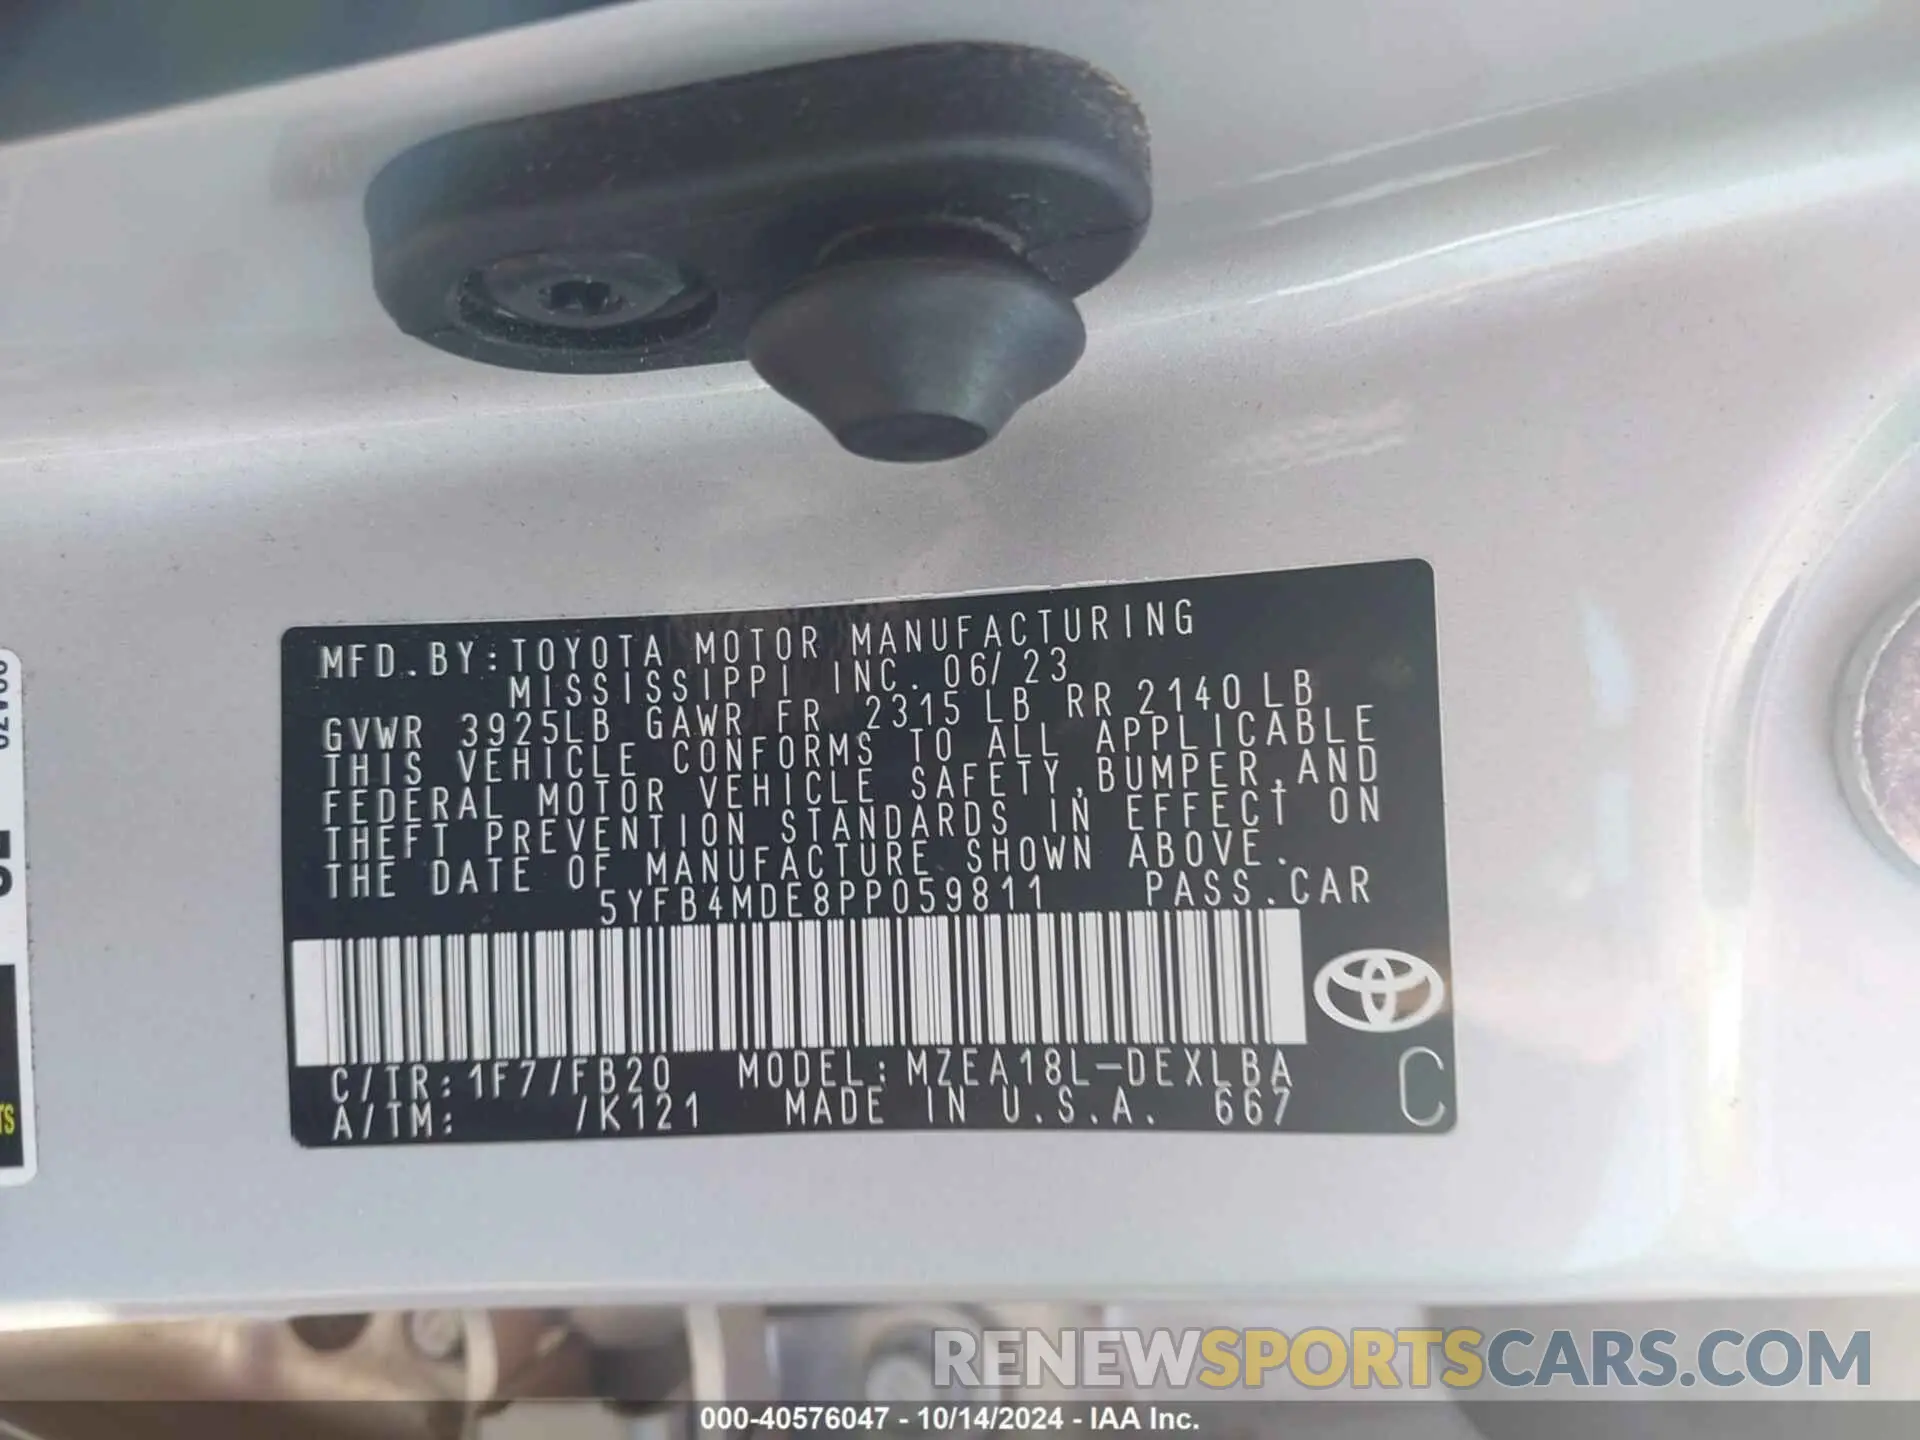 MFD.BY:TOYOTA MOTOR MANUFACTURING
MISSISSIPPI INC. 06/23
GVWR 3925LB GAWR FR 2315LB RR 2140LB
THIS VEHICLE CONFORMS TO ALL APPLICABLE
FEDERAL MOTOR VEHICLE SAFETY,BUMPER,AND
THEFT PREVENTION STANDARDS IN EFFECT ON
THE DATE OF MANUFACTURE SHOWN ABOVE.
5YFB4MDE8PP059811 PASS.CAR
C/TR:1F7/FB20 MODEL:MZEA18L-DEXLBA
A/TM: /K121 MADE IN U.S.A. 667
C
RENEWSPORTSCARS.COM
000-40576047 - 10/14/2024 - IAA Inc.